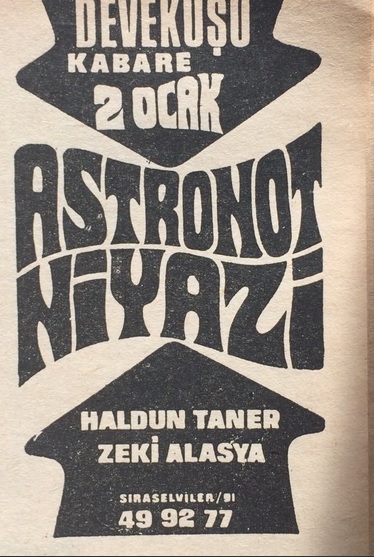 DEVEKUŞU
KABARE
2 OCAK
ASTRONOT
NİYAZİ
HALDUN TANER
ZEKİ ALASYA
SIRASELVİLER/91
49 92 77